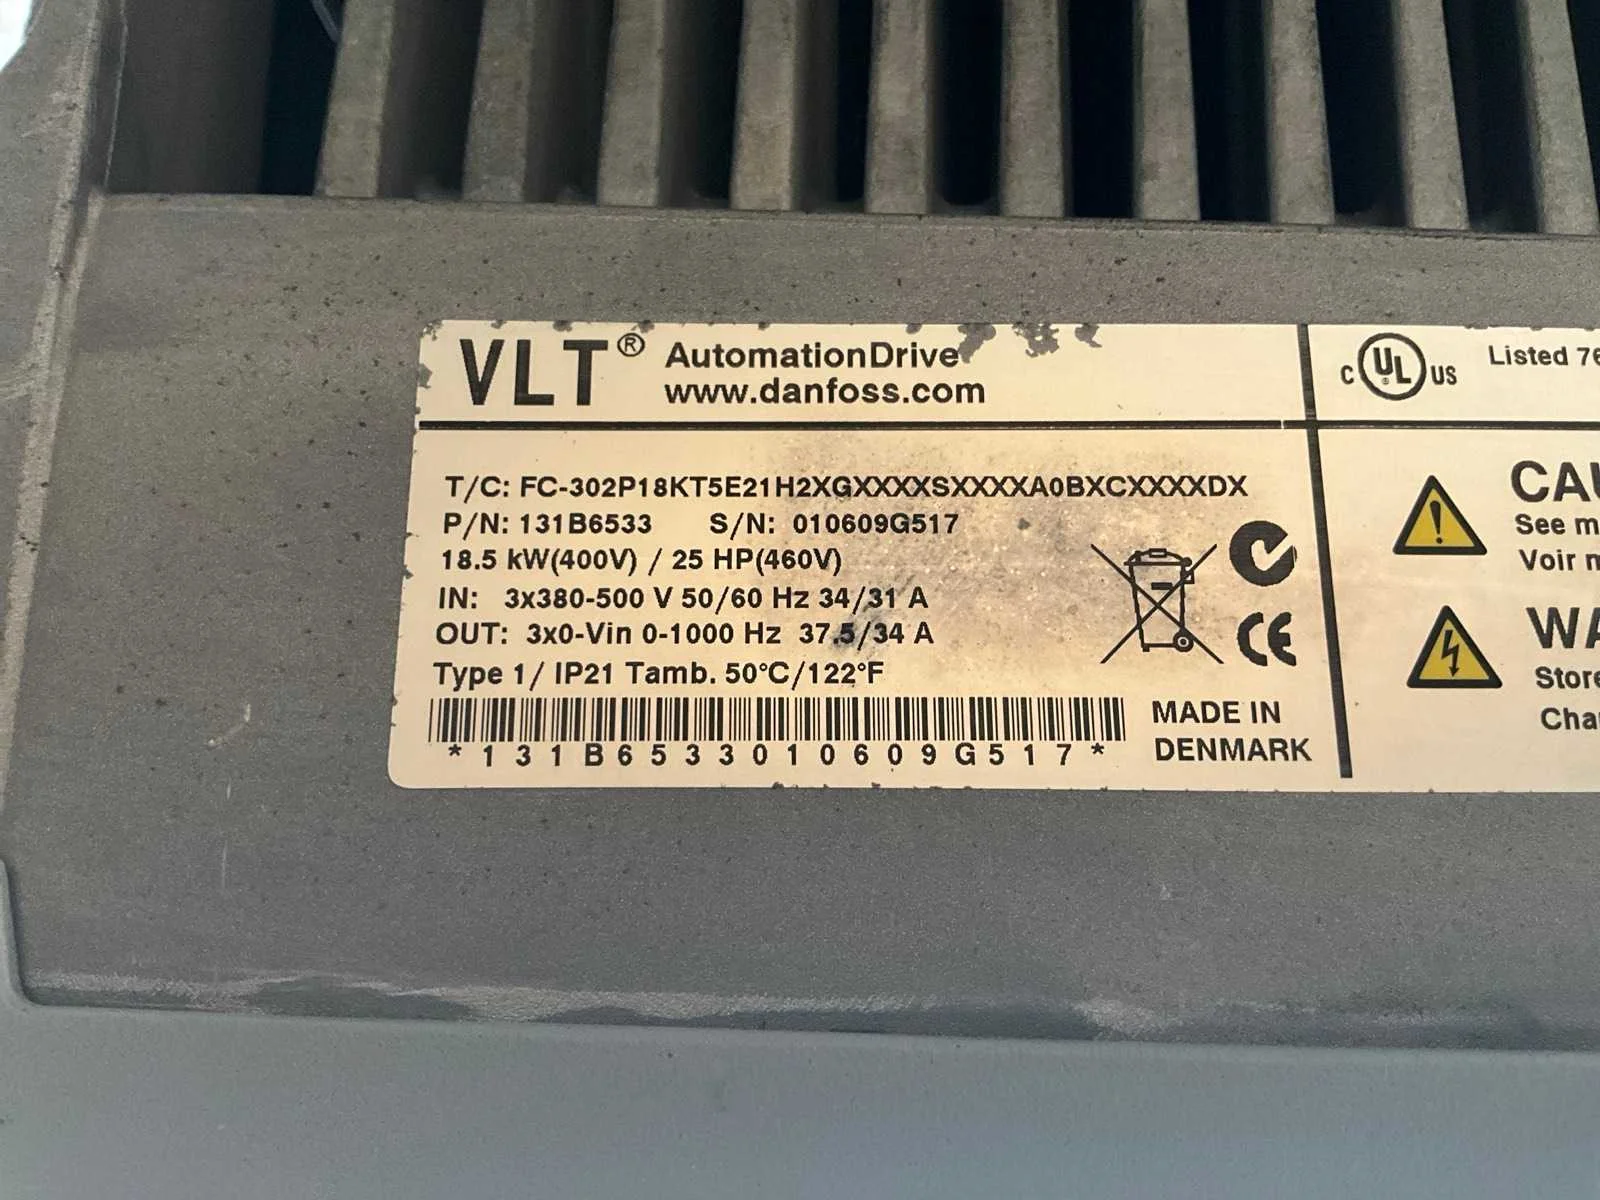 VLT® AutomationDrive
www.danfoss.com
T/C: FC-302P18KT5E21H2XGXXXXSXXXXA0BXCXXXXDX
P/N: 131B6533 S/N: 010609G517
18.5 kW(400V) / 25 HP(460V)
IN: 3x380-500 V 50/60 Hz 34/31 A
OUT: 3x0-Vin 0-1000 Hz 37.5/34 A
Type 1/ IP21 Tamb. 50°C/122°F
*131B6533010609G517*
MADE IN
DENMARK
CE
C UL US Listed 76
CAU
See m
Voir m
WA
Store
Cha